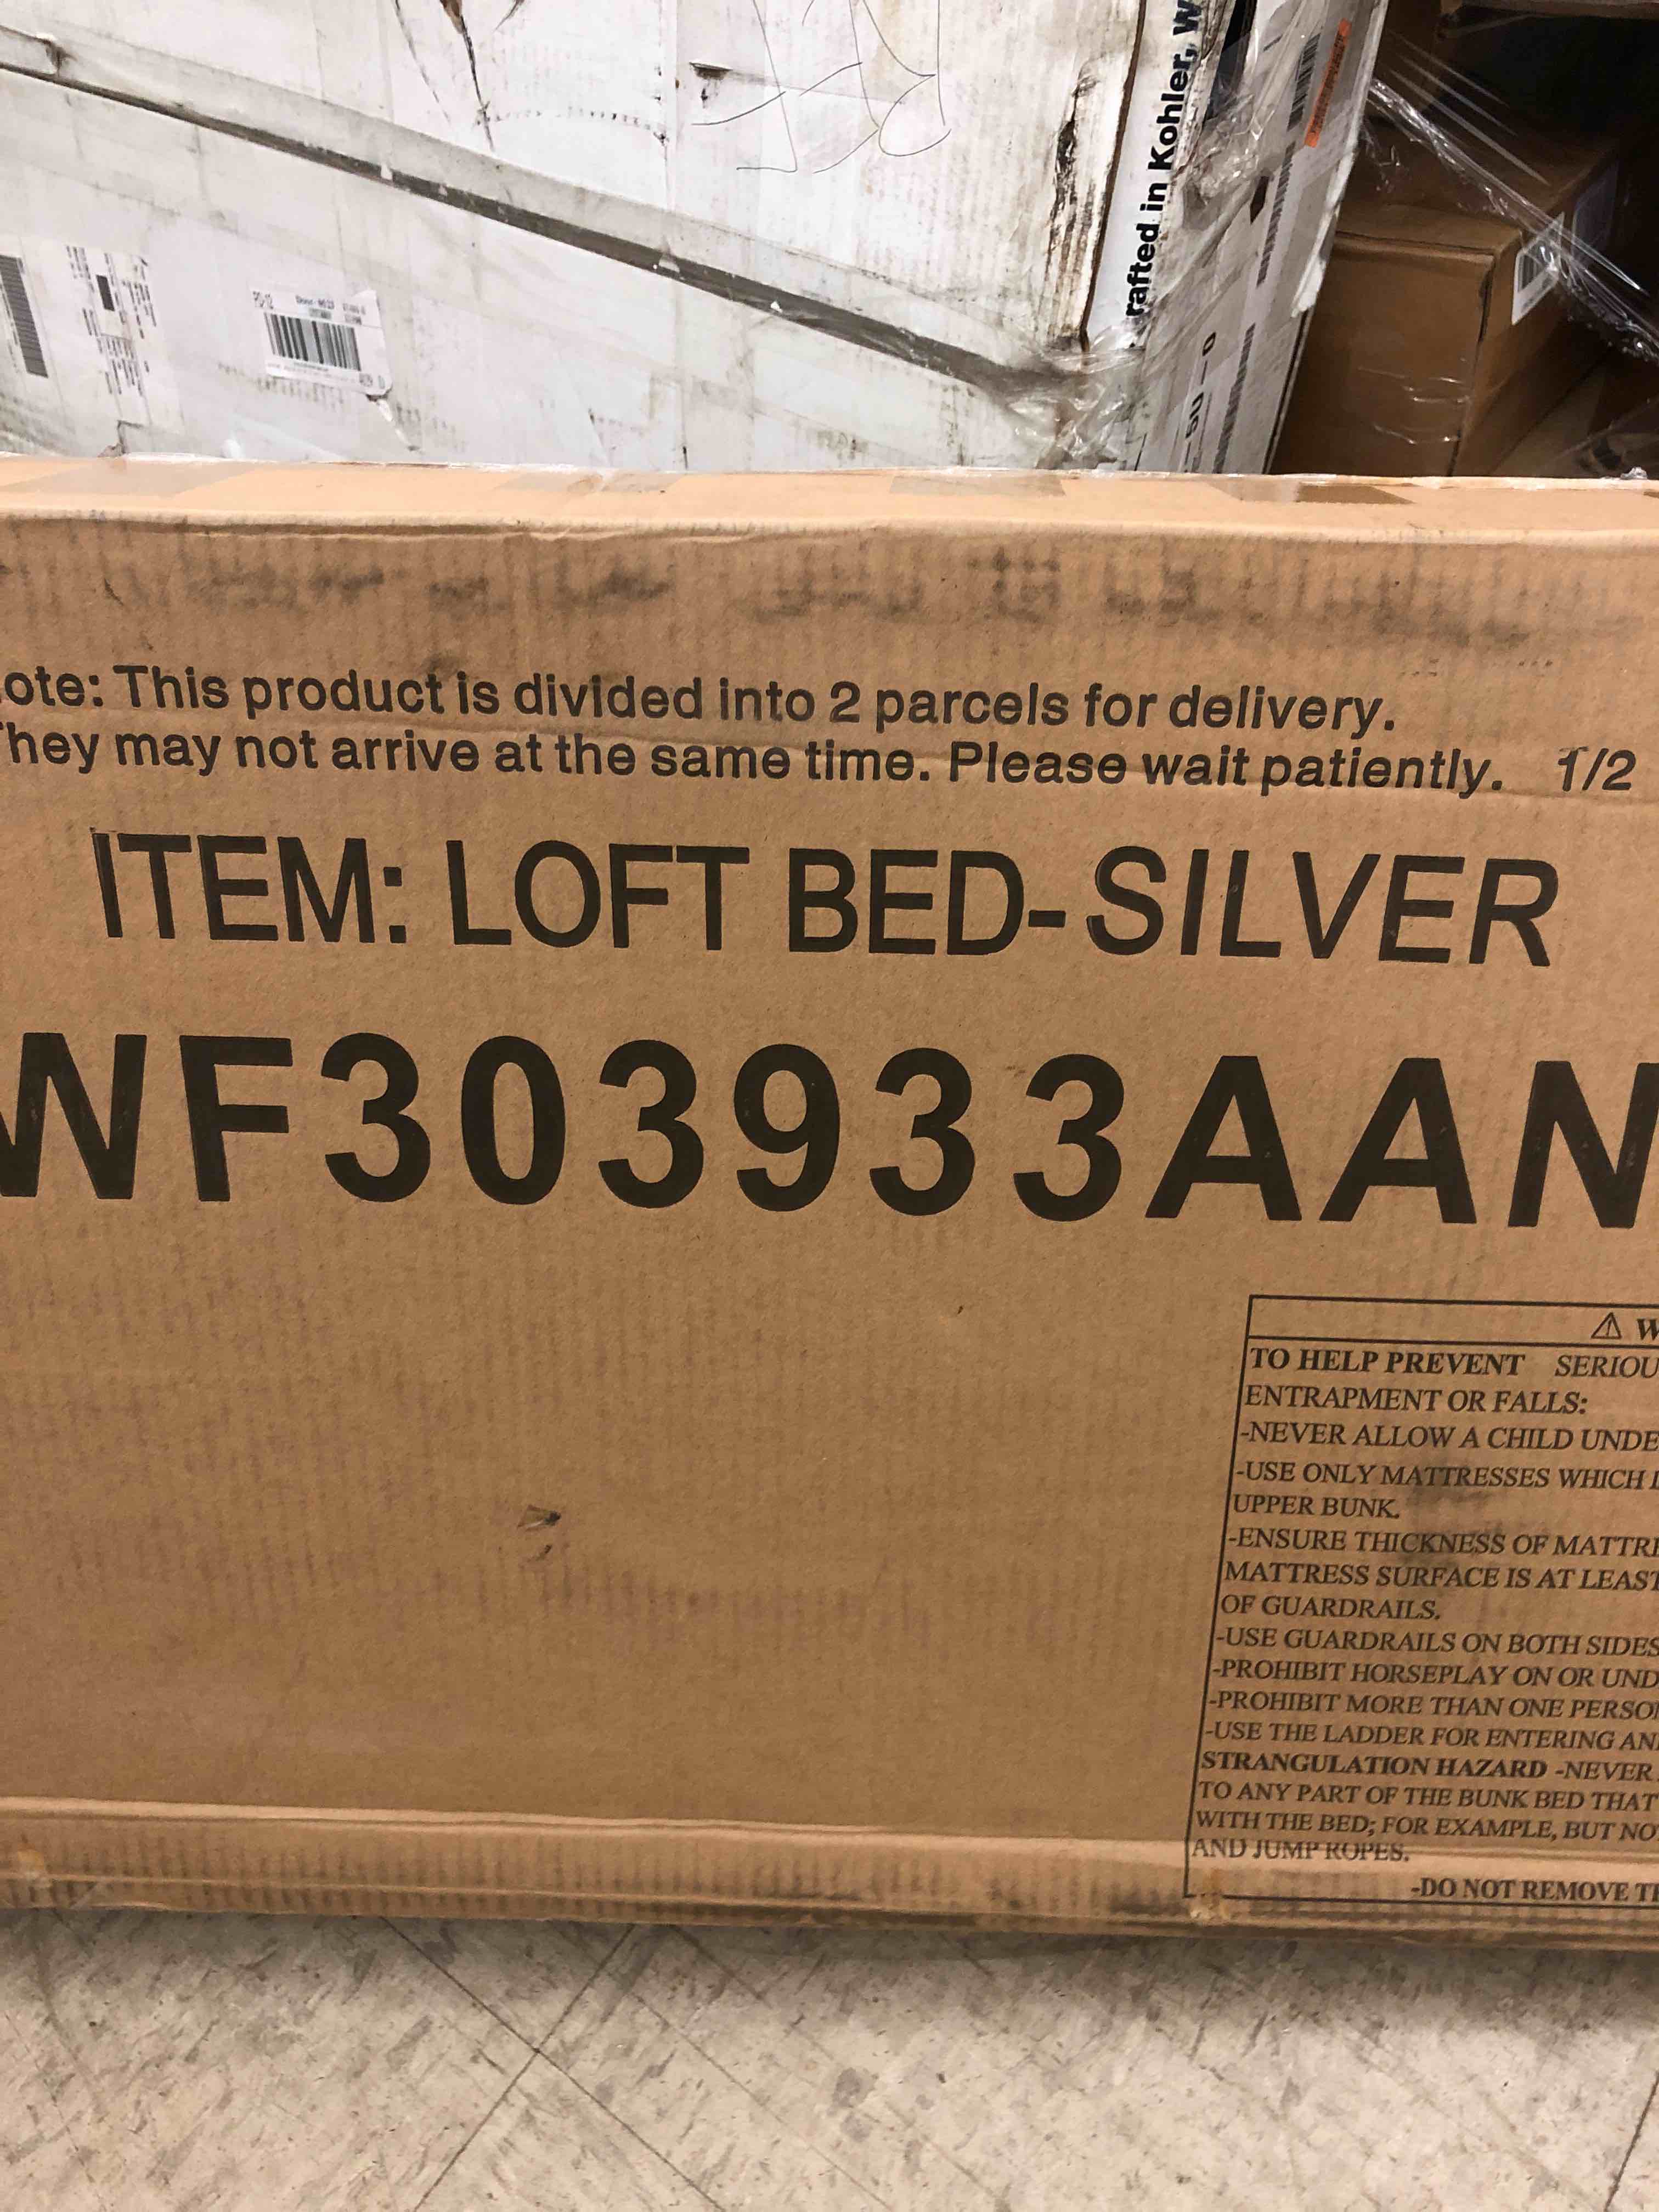 rafted in Kohler, W
ote: This product is divided into 2 parcels for delivery.
They may not arrive at the same time. Please wait patiently. 1/2
ITEM: LOFT BED-SILVER
WF303933AAN
⚠ W
TO HELP PREVENT SERIOU
ENTRAPMENT OR FALLS:
-NEVER ALLOW A CHILD UNDE
-USE ONLY MATTRESSES WHICH
UPPER BUNK.
-ENSURE THICKNESS OF MATTRE
MATTRESS SURFACE IS AT LEAST
OF GUARDRAILS.
-USE GUARDRAILS ON BOTH SIDES
-PROHIBIT HORSEPLAY ON OR UND
-PROHIBIT MORE THAN ONE PERSO
-USE THE LADDER FOR ENTERING AN
STRANGULATION HAZARD -NEVER
TO ANY PART OF THE BUNK BED THAT
WITH THE BED; FOR EXAMPLE, BUT NO
AND JUMP ROPES.
-DO NOT REMOVE T